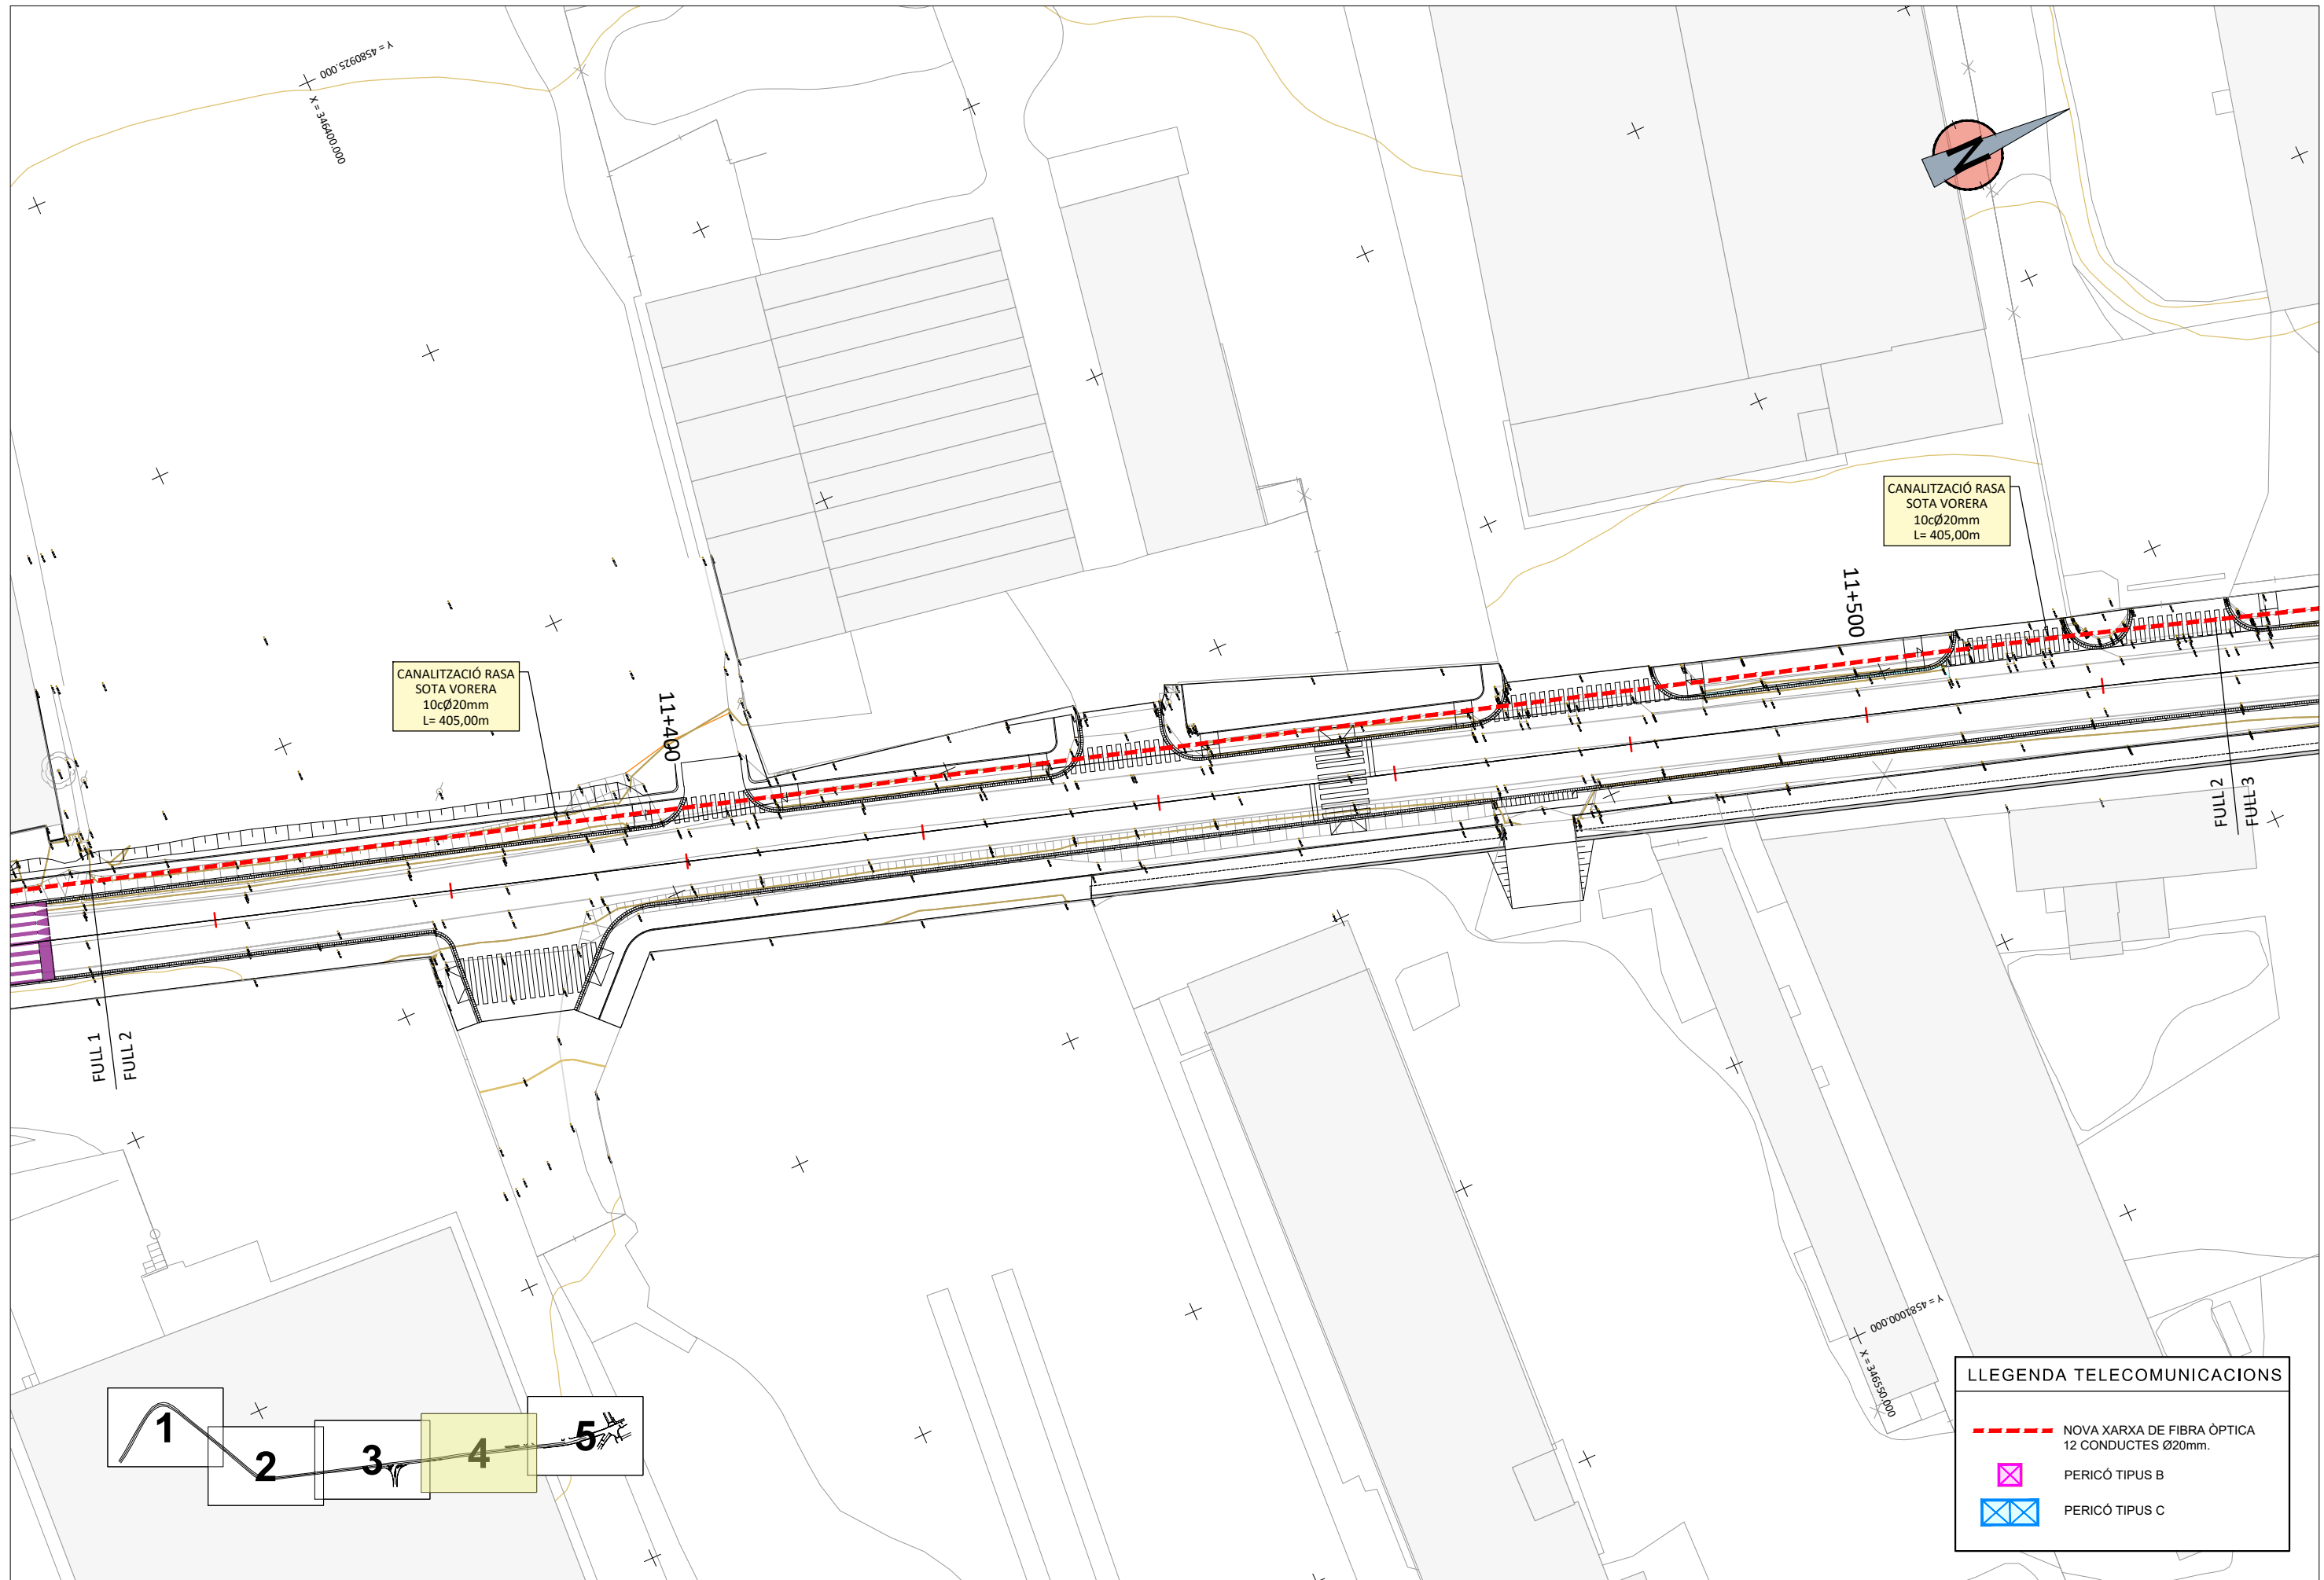 Y = 4580925.000
X = 346400.000
N
CANALITZACIÓ RASA
SOTA VORERA
10cØ20mm
L= 405,00m
11+500
CANALITZACIÓ RASA
SOTA VORERA
10cØ20mm
L= 405,00m
11+400
FULL 2
FULL 3
FULL 1
FULL 2
Y = 4581000.000
X = 346550.000
1
2
3
4
5
LLEGENDA TELECOMUNICACIONS
NOVA XARXA DE FIBRA ÒPTICA
12 CONDUCTES Ø20mm.
PERICÓ TIPUS B
PERICÓ TIPUS C